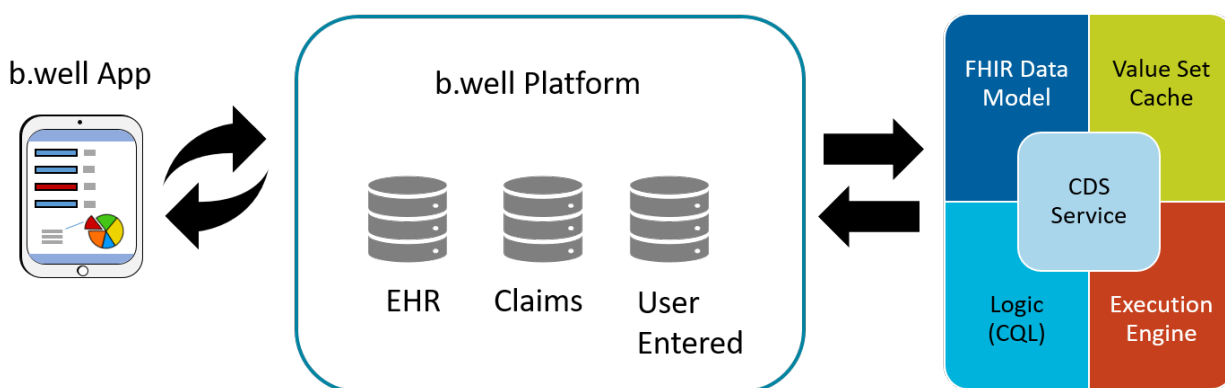 b.well App
b.well Platform
EHR
Claims
User
Entered
FHIR Data
Model
Value Set
Cache
CDS
Service
Logic
(CQL)
Execution
Engine